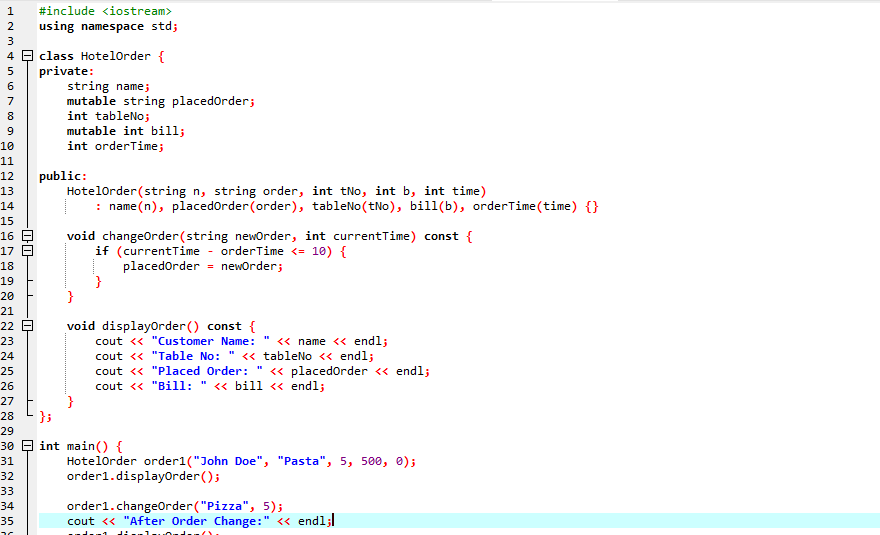 1 #include <iostream>
2 using namespace std;
3
4 class HotelOrder {
5 private:
6 string name;
7 mutable string placedOrder;
8 int tableNo;
9 mutable int bill;
10 int orderTime;
11
12 public:
13 HotelOrder(string n, string order, int tNo, int b, int time)
14 : name(n), placedOrder(order), tableNo(tNo), bill(b), orderTime(time) {}
15
16 void changeOrder(string newOrder, int currentTime) const {
17 if (currentTime - orderTime <= 10) {
18 placedOrder = newOrder;
19 }
20 }
21
22 void displayOrder() const {
23 cout << "Customer Name: " << name << endl;
24 cout << "Table No: " << tableNo << endl;
25 cout << "Placed Order: " << placedOrder << endl;
26 cout << "Bill: " << bill << endl;
27 }
28 };
29
30 int main() {
31 HotelOrder order1("John Doe", "Pasta", 5, 500, 0);
32 order1.displayOrder();
33
34 order1.changeOrder("Pizza", 5);
35 cout << "After Order Change:" << endl;